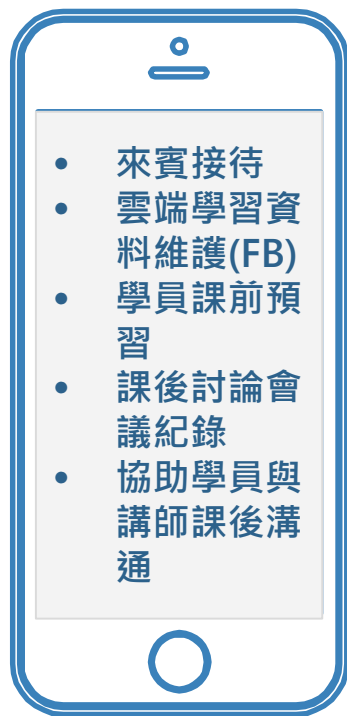 • 來賓接待
• 雲端學習資
料維護(FB)
• 學員課前預
習
• 課後討論會
議紀錄
• 協助學員與
講師課後溝
通